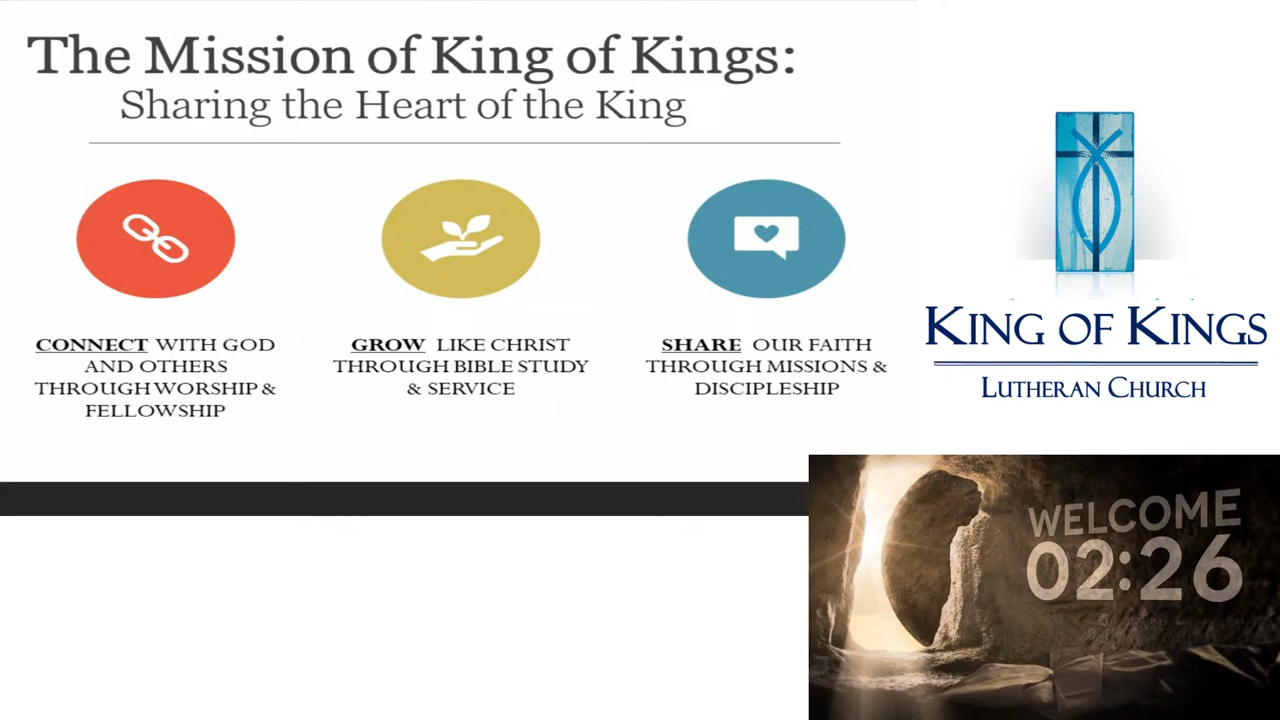 The Mission of King of Kings:
Sharing the Heart of the King
CONNECT WITH GOD
AND OTHERS
THROUGH WORSHIP &
FELLOWSHIP
GROW LIKE CHRIST
THROUGH BIBLE STUDY
& SERVICE
SHARE OUR FAITH
THROUGH MISSIONS &
DISCIPLESHIP
KING OF KINGS
LUTHERAN CHURCH
WELCOME
02:26